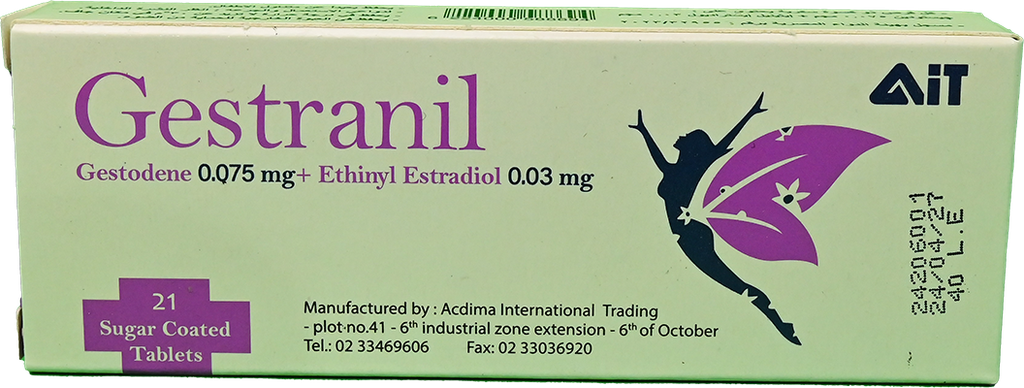 Gestranil
Gestodene 0.075 mg+ Ethinyl Estradiol 0.03 mg
AiT
21
Sugar Coated
Tablets
Manufactured by : Acdima International Trading
- plot.no.41 - 6th industrial zone extension - 6th of October
Tel.: 02 33469606 Fax: 02 33036920
24206001
24/04/27
40 L.E